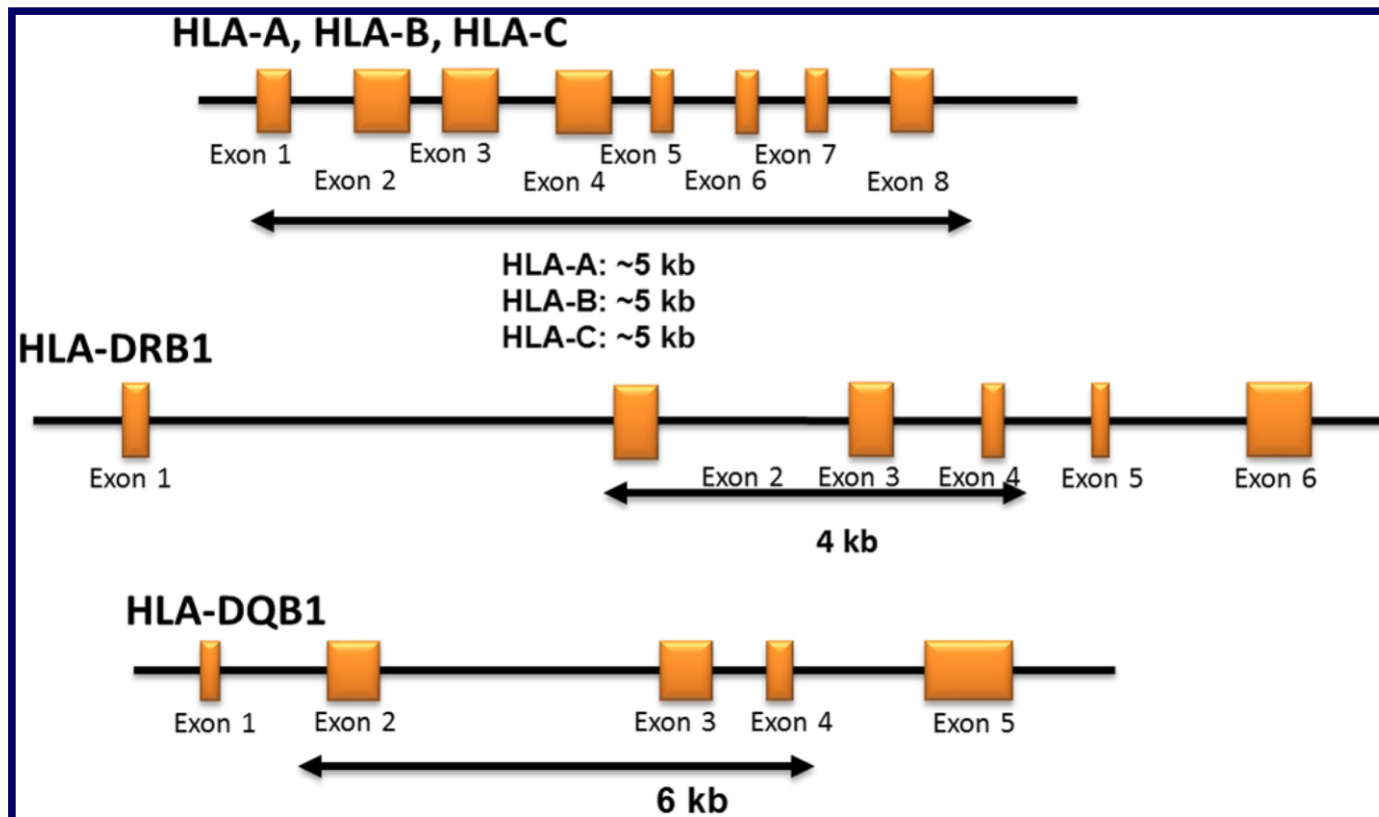 HLA-A, HLA-B, HLA-C
Exon 1
Exon 2
Exon 3
Exon 4
Exon 5
Exon 6
Exon 7
Exon 8
HLA-A: ~5 kb
HLA-B: ~5 kb
HLA-C: ~5 kb
HLA-DRB1
Exon 1
Exon 2
Exon 3
Exon 4
Exon 5
Exon 6
4 kb
HLA-DQB1
Exon 1
Exon 2
Exon 3
Exon 4
Exon 5
6 kb